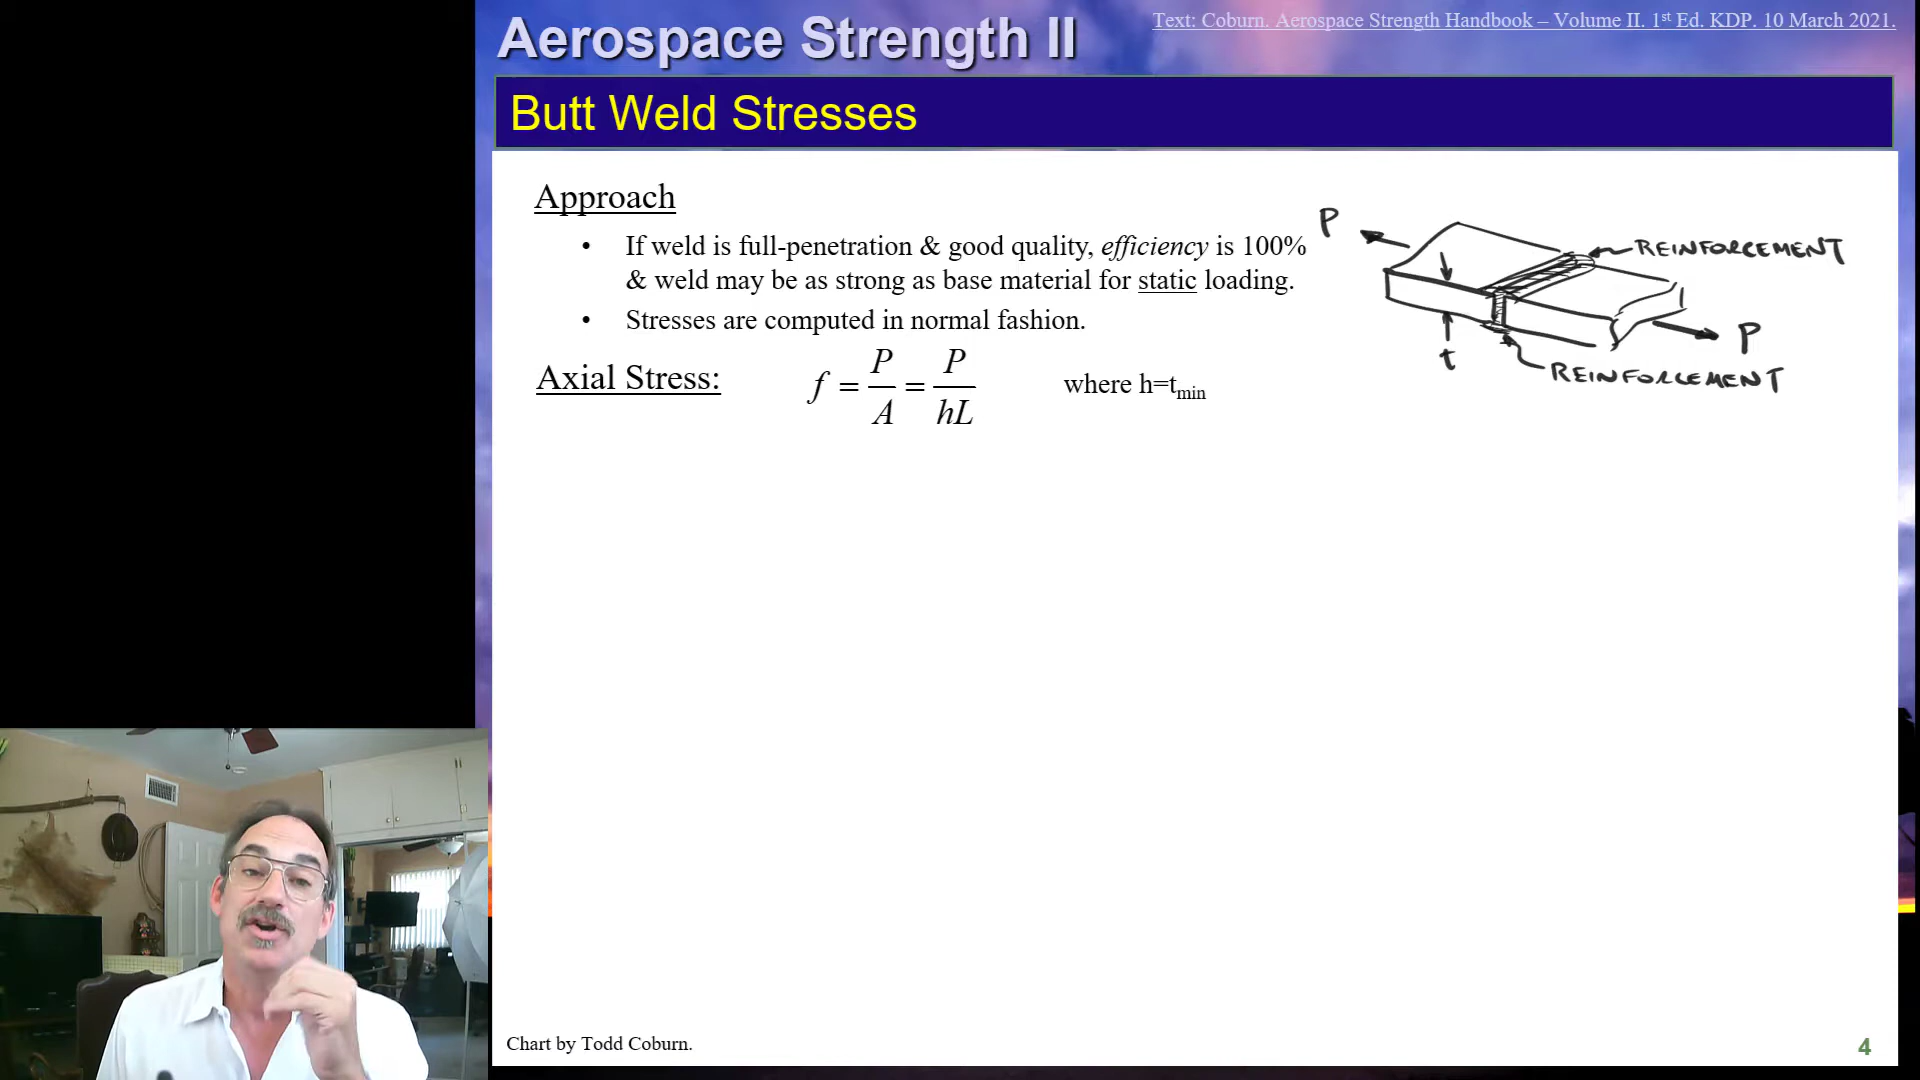 Aerospace Strength II
Text: Coburn. Aerospace Strength Handbook – Volume II. 1st Ed. KDP. 10 March 2021.
Butt Weld Stresses
Approach
• If weld is full-penetration & good quality, efficiency is 100%
& weld may be as strong as base material for static loading.
• Stresses are computed in normal fashion.
Axial Stress: f = P/A = P/hL where h=tmin
P
REINFORCEMENT
P
t
REINFORCEMENT
Chart by Todd Coburn.
4